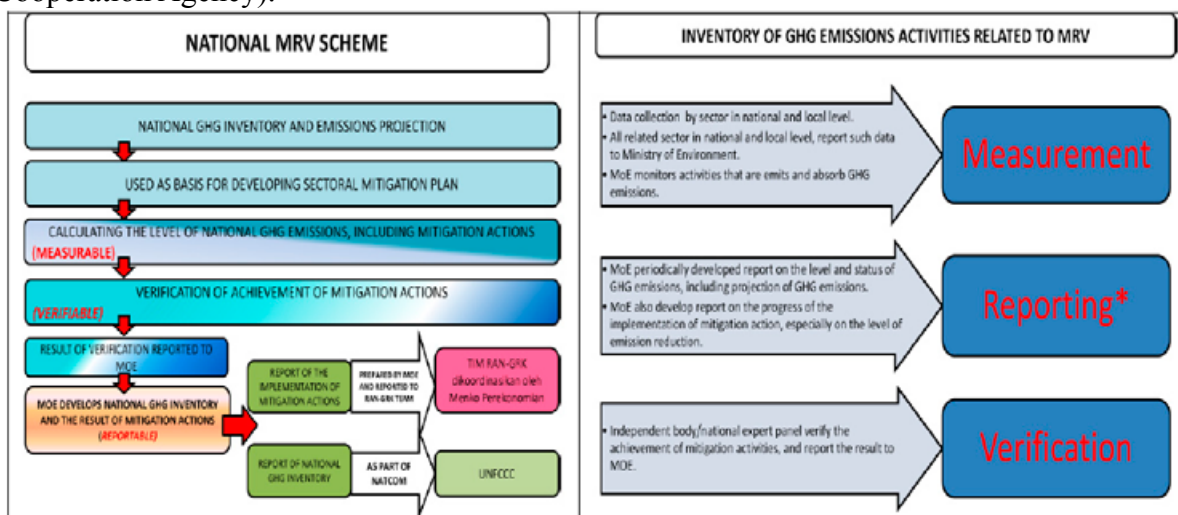 Cooperation Agency).
NATIONAL MRV SCHEME
NATIONAL GHG INVENTORY AND EMISSIONS PROJECTION
USED AS BASIS FOR DEVELOPING SECTORAL MITIGATION PLAN
CALCULATING THE LEVEL OF NATIONAL GHG EMISSIONS, INCLUDING MITIGATION ACTIONS
(MEASURABLE)
VERIFICATION OF ACHIEVEMENT OF MITIGATION ACTIONS
(VERIFIABLE)
RESULT OF VERIFICATION REPORTED TO
MOE
MOE DEVELOPS NATIONAL GHG INVENTORY
AND THE RESULT OF MITIGATION ACTIONS
(REPORTABLE)
REPORT OF THE
IMPLEMENTATION OF
MITIGATION ACTIONS
PREPARED BY MOE
AND REPORTED TO
RAN-GRK TEAM
TIM RAN-GRK
dikoordinasikan oleh
Menko Perekonomian
REPORT OF NATIONAL
GHG INVENTORY
AS PART OF
NATCOM
UNFCCC
INVENTORY OF GHG EMISSIONS ACTIVITIES RELATED TO MRV
• Data collection by sector in national and local level.
• All related sector in national and local level, report such data
to Ministry of Environment.
• MoE monitors activities that are emits and absorb GHG
emissions.
Measurement
• MoE periodically developed report on the level and status of
GHG emissions, including projection of GHG emissions.
• MoE also develop report on the progress of the
implementation of mitigation action, especially on the level of
emission reduction.
Reporting*
• Independent body/national expert panel verify the
achievement of mitigation activities, and report the result to
MOE.
Verification